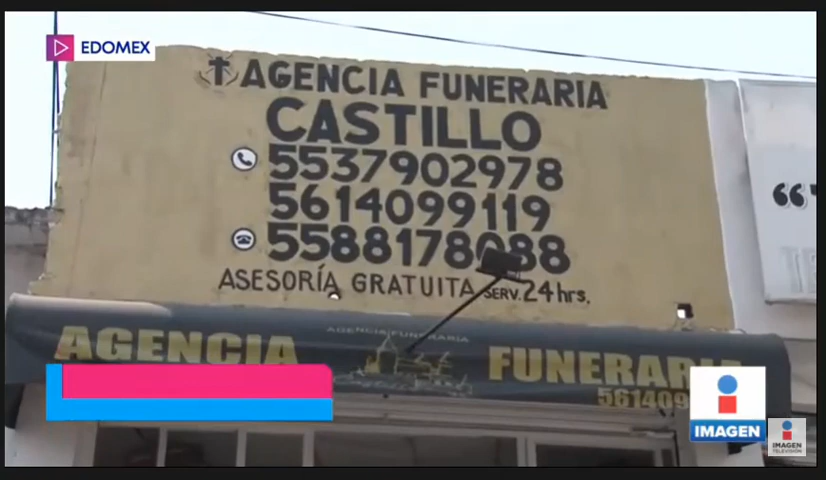 EDOMEX
AGENCIA FUNERARIA
CASTILLO
5537902978
5614099119
5588178088
ASESORÍA GRATUITA SERV. 24 hrs.
AGENCIA FUNERARIA
AGENCIA
FUNERARIA
561409
IMAGEN
IMAGEN
TELEVISIÓN